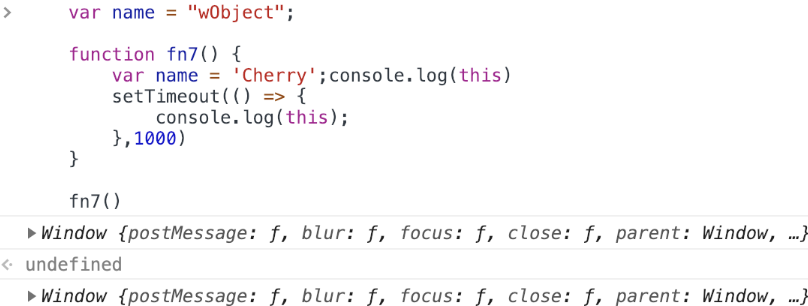 var name = "wObject";
function fn7() {
var name = 'Cherry';console.log(this)
setTimeout(() => {
console.log(this);
},1000)
}
fn7()
Window {postMessage: ƒ, blur: ƒ, focus: ƒ, close: ƒ, parent: Window, …}
undefined
Window {postMessage: ƒ, blur: ƒ, focus: ƒ, close: ƒ, parent: Window, …}